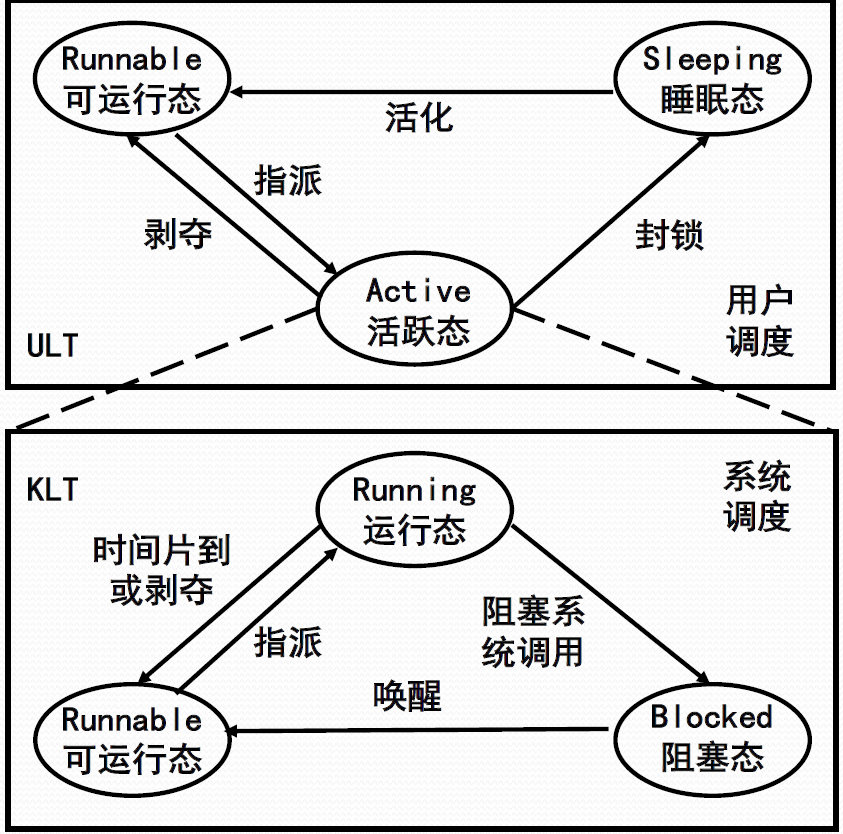 Runnable
可运行态
Sleeping
睡眠态
活化
指派
剥夺
封锁
Active
活跃态
用户
调度
ULT
KLT
Running
运行态
系统
调度
时间片到
或剥夺
指派
阻塞系
统调用
唤醒
Runnable
可运行态
Blocked
阻塞态